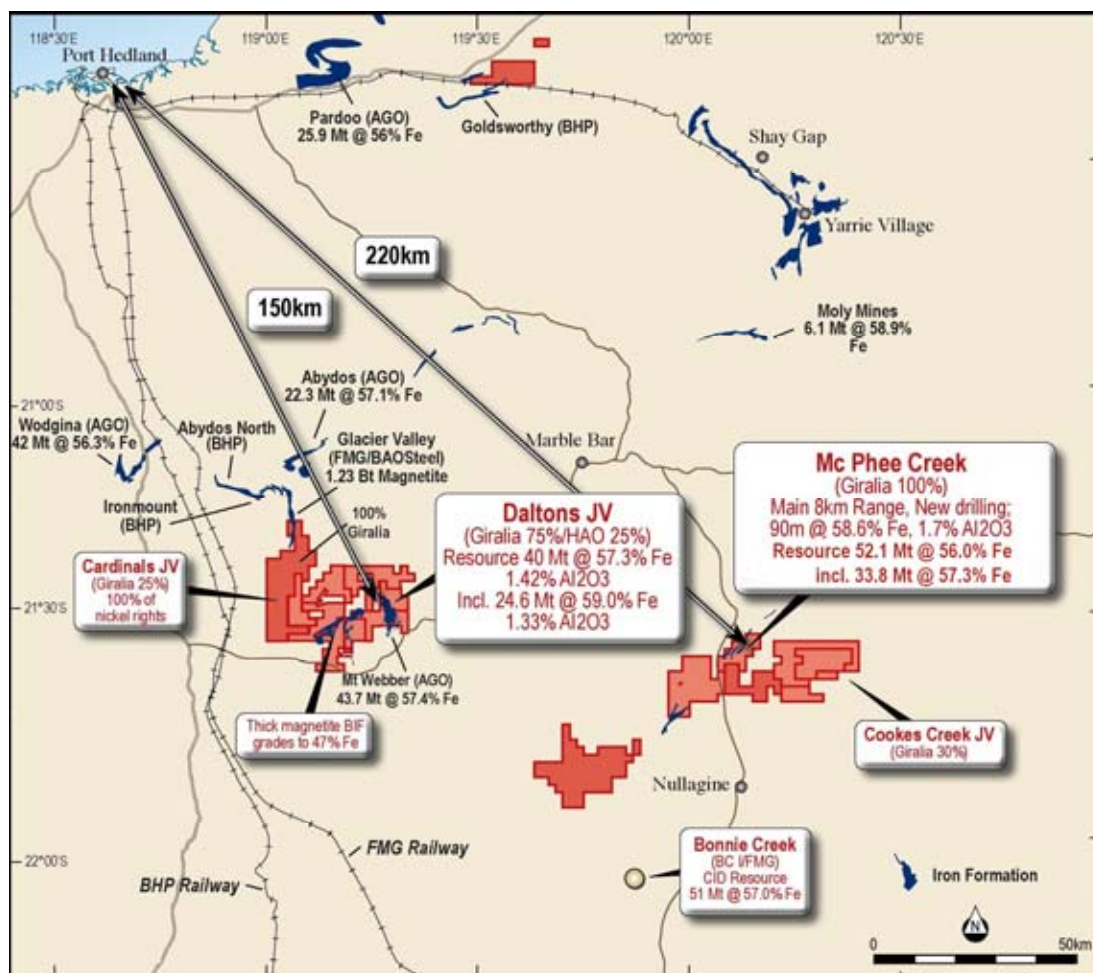 118°30'E
119°00'E
119°30'E
120°00'E
120°30'E
Port Hedland
Pardoo (AGO)
25.9 Mt @ 56% Fe
Goldsworthy (BHP)
Shay Gap
Yarrie Village
220km
150km
Moly Mines
6.1 Mt @ 58.9%
Fe
Abydos (AGO)
22.3 Mt @ 57.1% Fe
21°00'S
Wodgina (AGO)
42 Mt @ 56.3% Fe
Abydos North
(BHP)
Glacier Valley
(FMG/BAOSteel)
1.23 Bt Magnetite
Marble Bar
Ironmount
(BHP)
100%
Giralia
Mc Phee Creek
(Giralia 100%)
Main 8km Range, New drilling;
90m @ 58.6% Fe, 1.7% Al2O3
Resource 52.1 Mt @ 56.0% Fe
incl. 33.8 Mt @ 57.3% Fe
Daltons JV
(Giralia 75%/HAO 25%)
Resource 40 Mt @ 57.3% Fe
1.42% Al2O3
Incl. 24.6 Mt @ 59.0% Fe
1.33% Al2O3
Cardinals JV
(Giralia 25%)
100% of
nickel rights
21°30'S
Mt Webber (AGO)
43.7 Mt @ 57.4% Fe
Thick magnetite BIF
grades to 47% Fe
Cookes Creek JV
(Giralia 30%)
Nullagine
22°00'S
FMG Railway
BHP Railway
Bonnie Creek
(BC I/FMG)
CID Resource
51 Mt @ 57.0% Fe
Iron Formation
N
0
50km